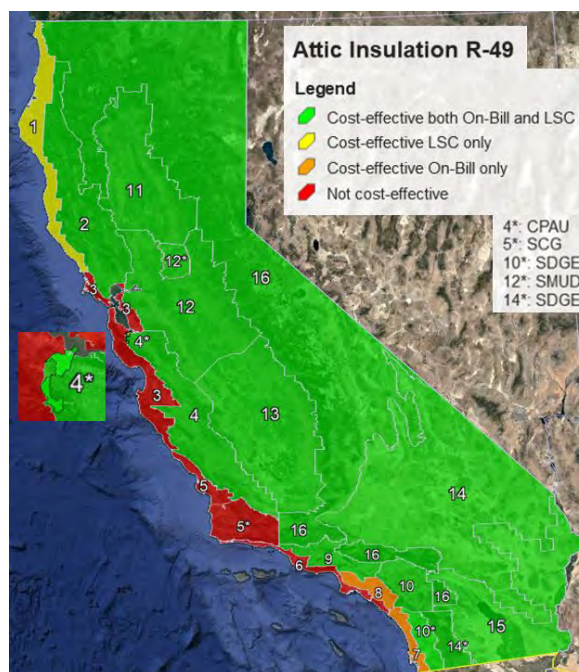 Attic Insulation R-49
Legend
Cost-effective both On-Bill and LSC
Cost-effective LSC only
Cost-effective On-Bill only
Not cost-effective
4*: CPAU
5*: SCG
10*: SDGE
12*: SMUD
14*: SDGE
1
11
2
12*
16
3
3
12
4*
4*
3
13
4
5
14
5*
16
6
9
16
8
10
16
15
10*
14*
7